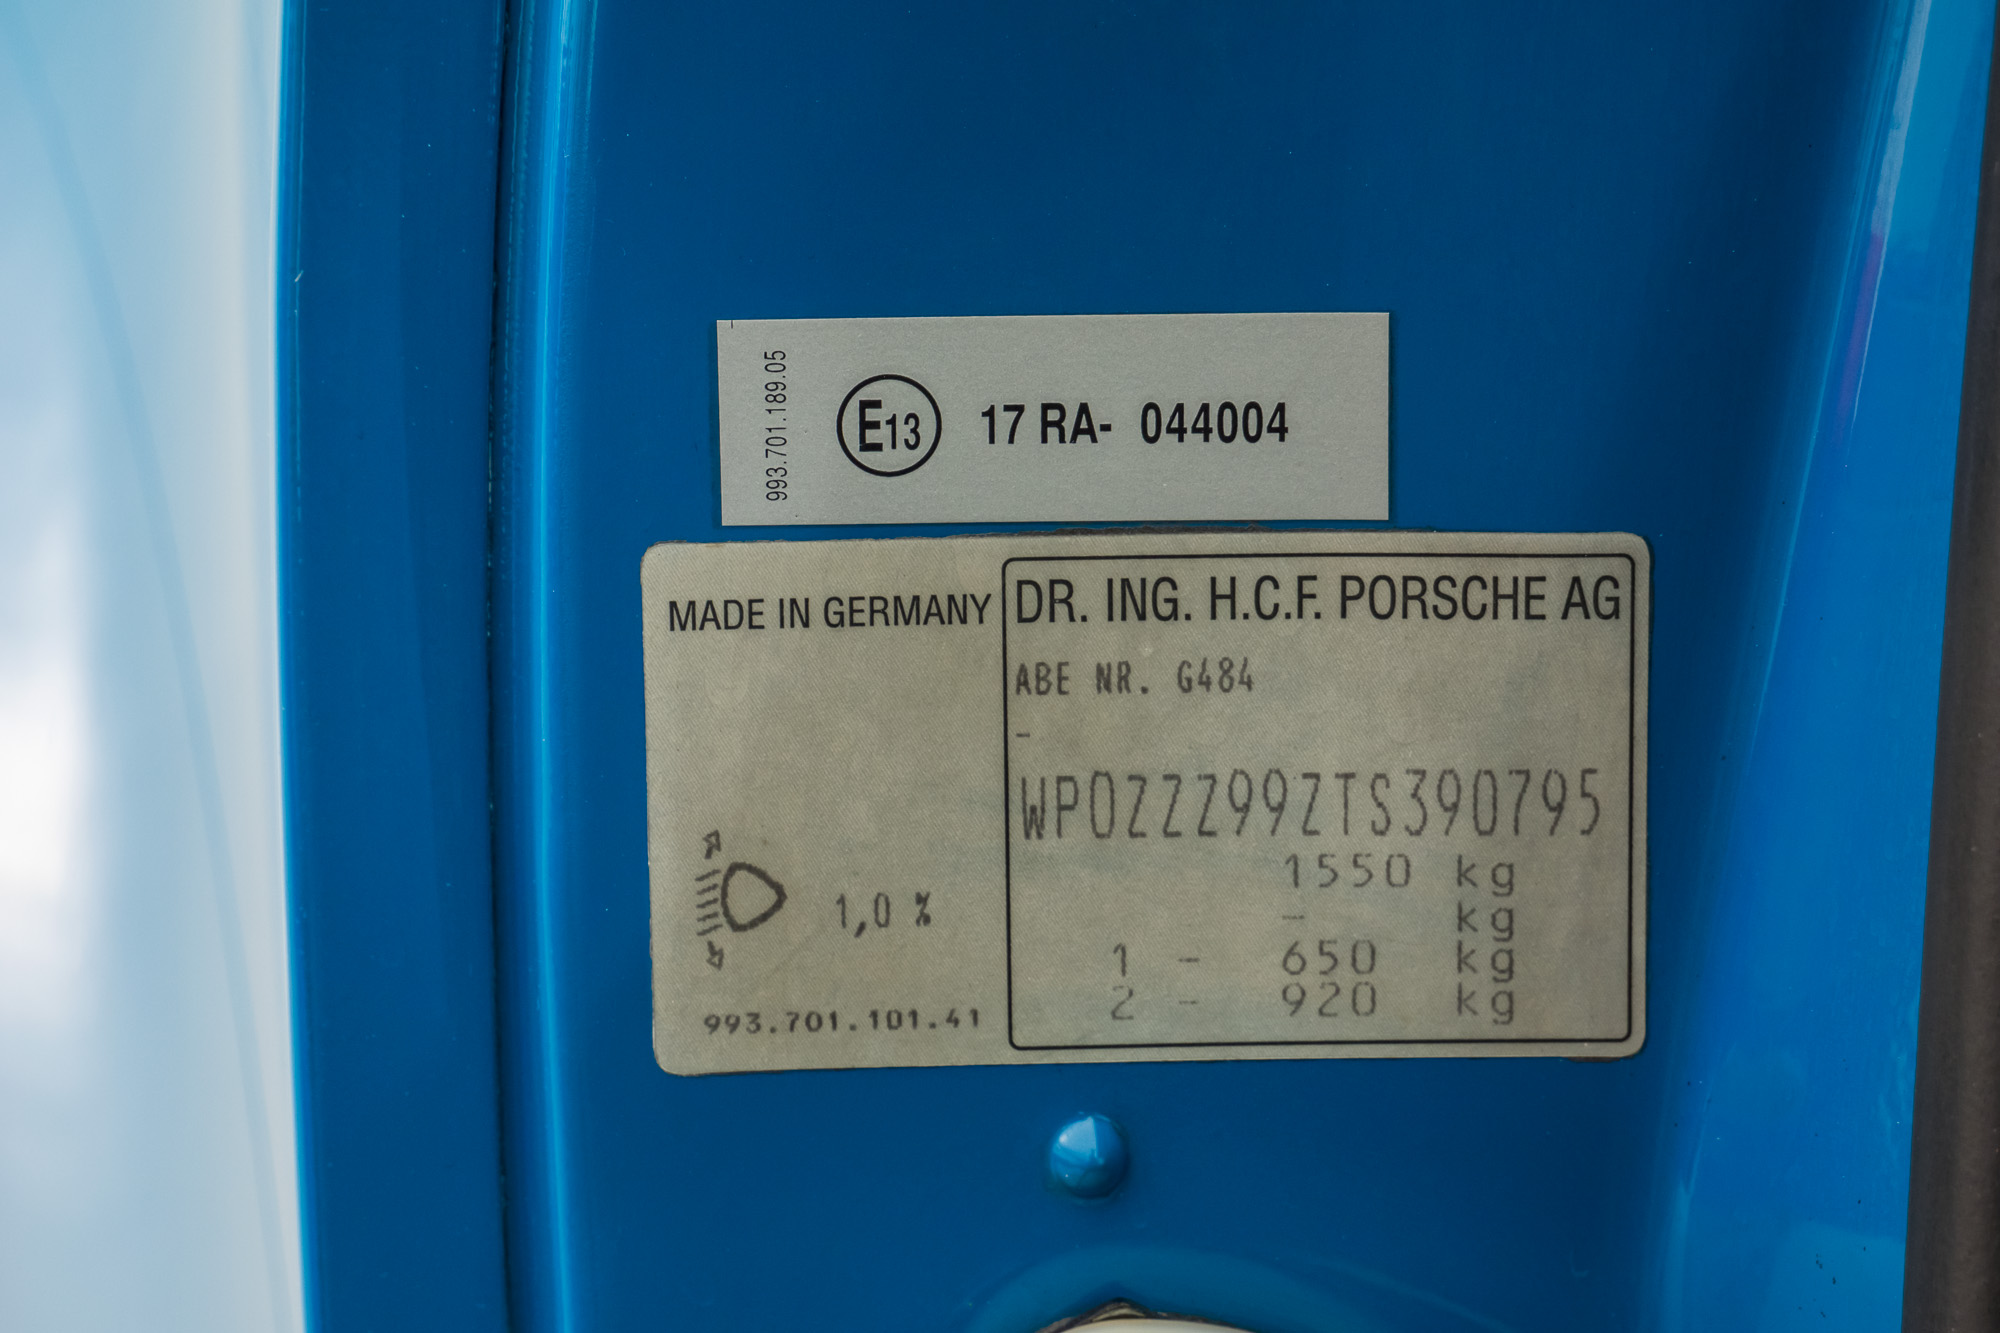 993.701.189.05
E13 17 RA- 044004
MADE IN GERMANY
DR. ING. H.C.F. PORSCHE AG
ABE NR. G484
-
WP0ZZZ99ZTS390795
1550 kg
- kg
1 - 650 kg
2 - 920 kg
1,0 %
993.701.101.41